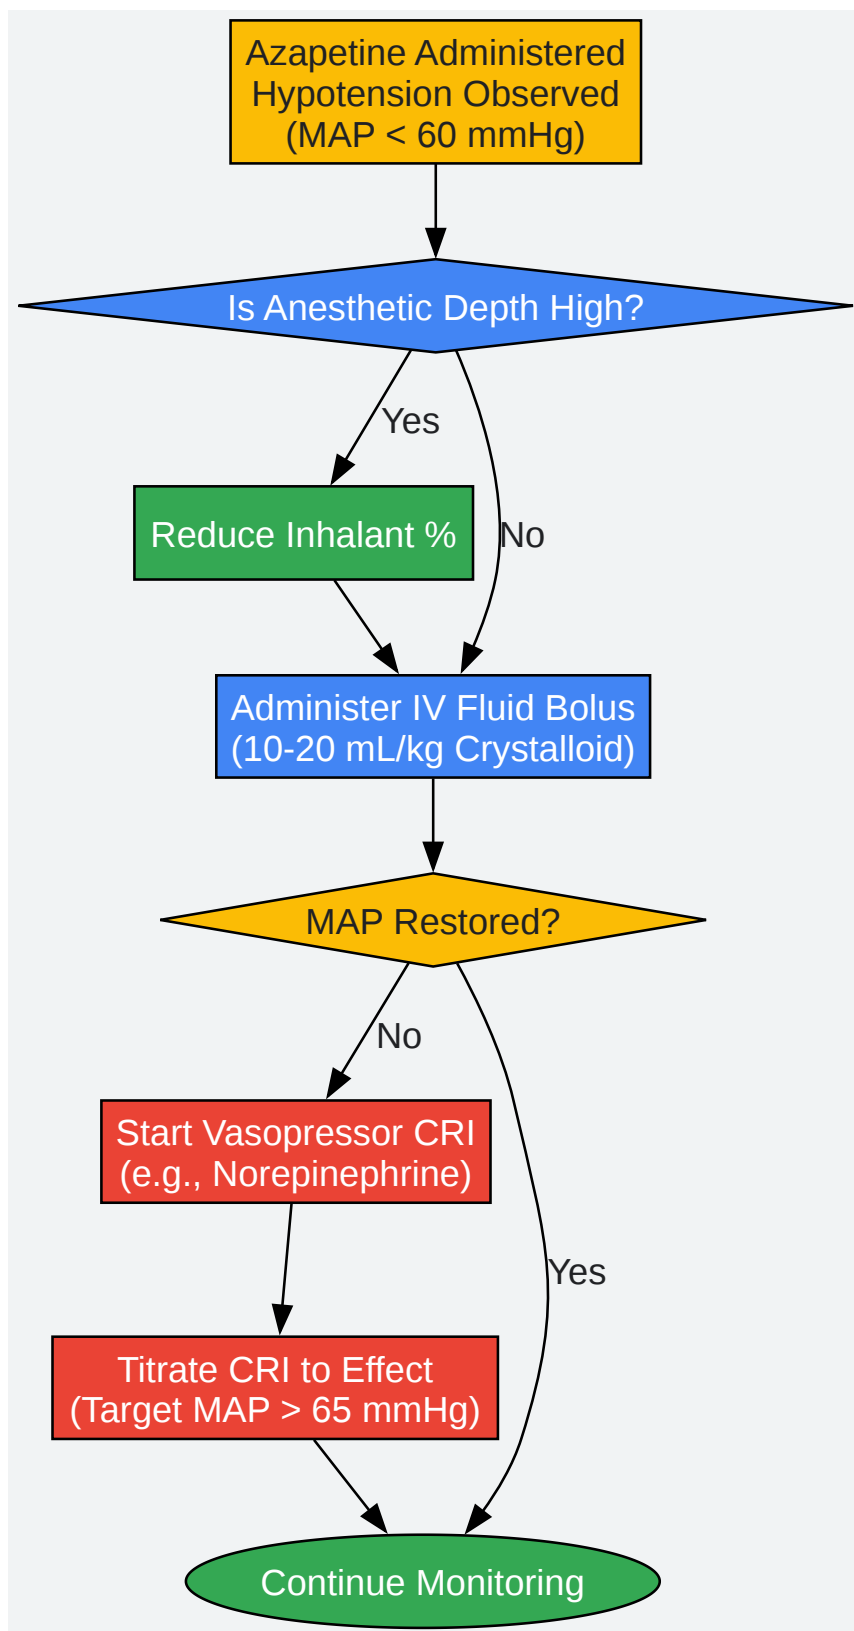 Azapetine Administered
Hypotension Observed
(MAP < 60 mmHg)
Is Anesthetic Depth High?
Yes
Reduce Inhalant %
No
Administer IV Fluid Bolus
(10-20 mL/kg Crystalloid)
MAP Restored?
No
Start Vasopressor CRI
(e.g., Norepinephrine)
Yes
Titrate CRI to Effect
(Target MAP > 65 mmHg)
Continue Monitoring